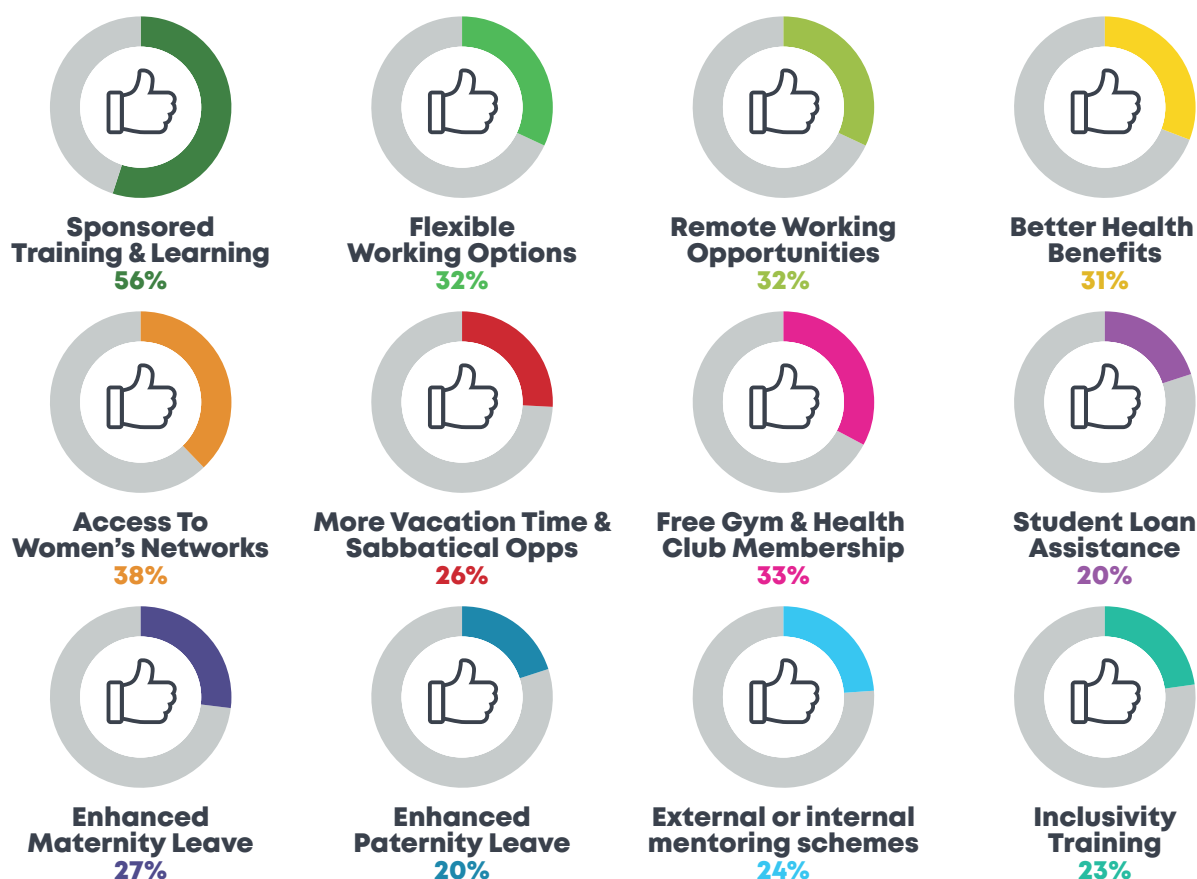 Sponsored
Training & Learning
56%
Flexible
Working Options
32%
Remote Working
Opportunities
32%
Better Health
Benefits
31%
Access To
Women’s Networks
38%
More Vacation Time &
Sabbatical Opps
26%
Free Gym & Health
Club Membership
33%
Student Loan
Assistance
20%
Enhanced
Maternity Leave
27%
Enhanced
Paternity Leave
20%
External or internal
mentoring schemes
24%
Inclusivity
Training
23%